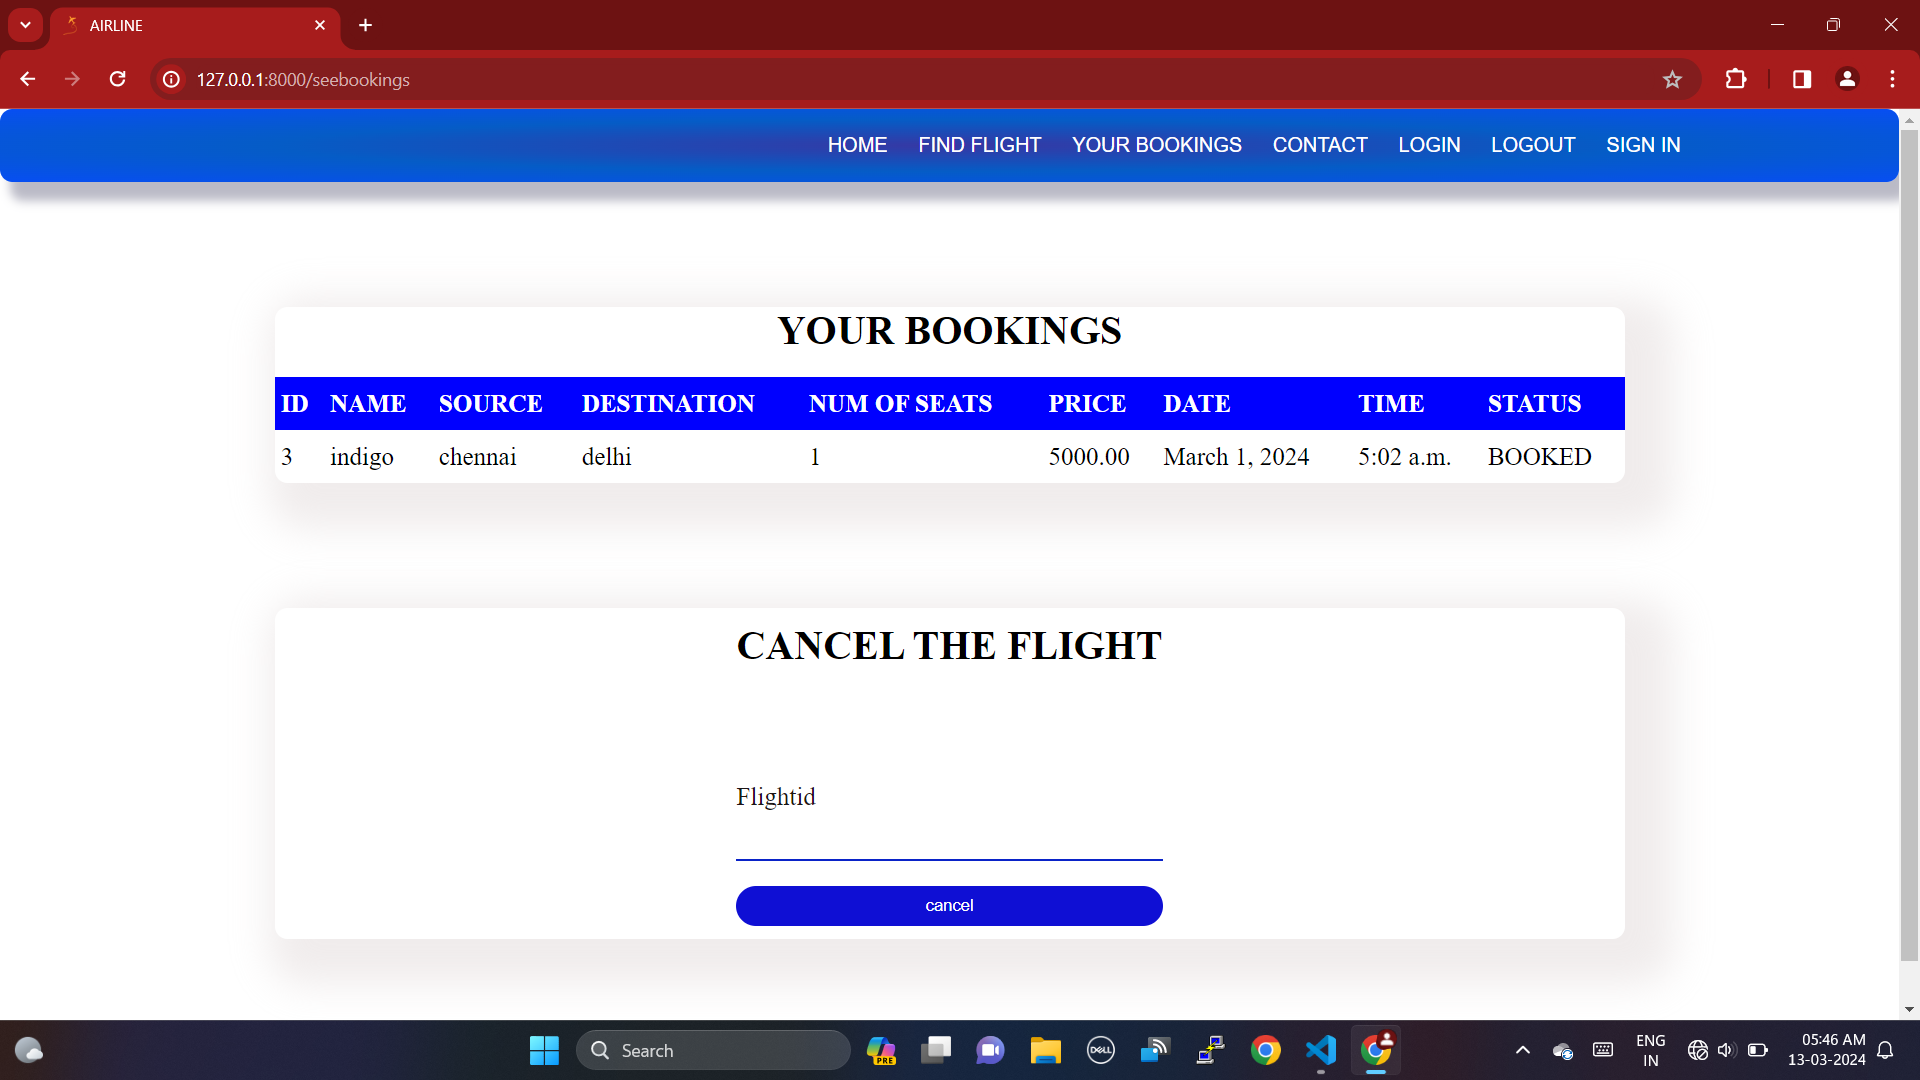 AIRLINE
127.0.0.1:8000/seebookings
HOME FIND FLIGHT YOUR BOOKINGS CONTACT LOGIN LOGOUT SIGN IN
YOUR BOOKINGS
ID NAME SOURCE DESTINATION NUM OF SEATS PRICE DATE TIME STATUS
3 indigo chennai delhi 1 5000.00 March 1, 2024 5:02 a.m. BOOKED
CANCEL THE FLIGHT
Flightid
cancel
Search
PRE
DELL
ENG
IN
05:46 AM
13-03-2024